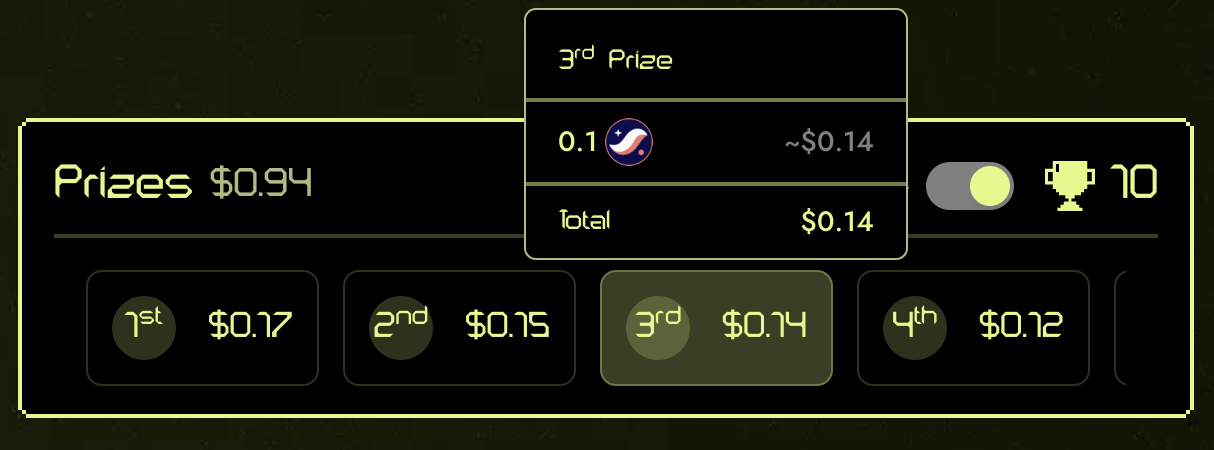 3rd Prize
0.1 ~$0.14
Total $0.14
Prizes $0.94 10
1st $0.17 2nd $0.15 3rd $0.14 4th $0.12